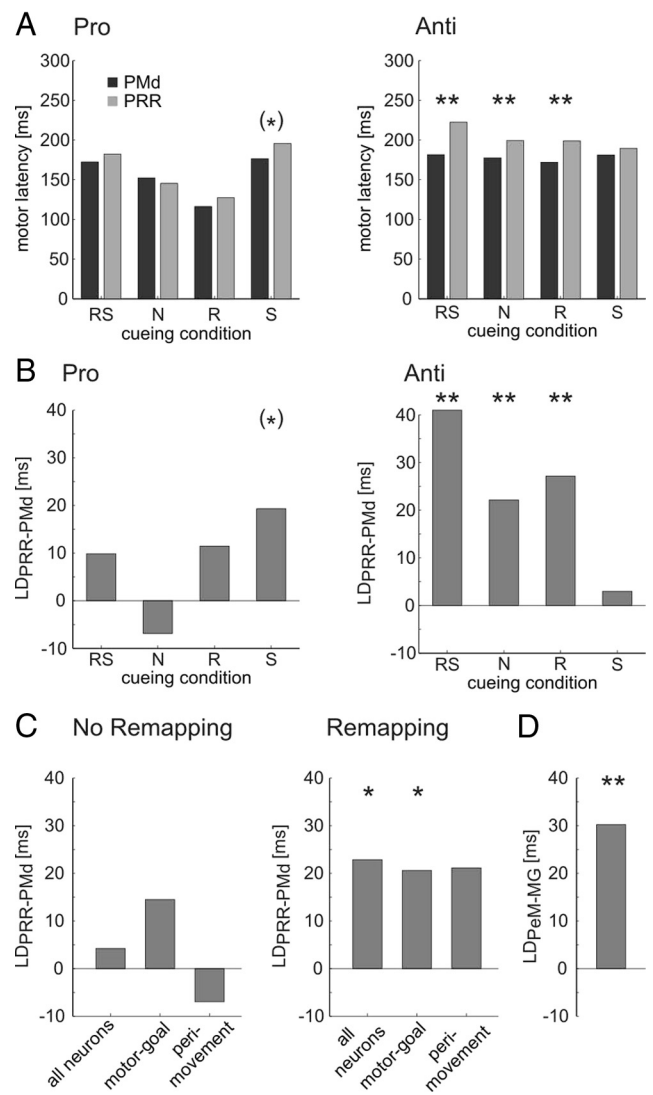 A
Pro
Anti
300
250
200
150
100
50
0
motor latency [ms]
PMd
PRR
(*)
RS N R S
cueing condition
300
250
200
150
100
50
0
motor latency [ms]
** ** **
RS N R S
cueing condition
B
Pro
Anti
40
30
20
10
0
-10
LDPRR-PMd [ms]
(*)
RS N R S
cueing condition
40
30
20
10
0
-10
LDPRR-PMd [ms]
** ** **
RS N R S
cueing condition
C
No Remapping
Remapping
D
40
30
20
10
0
-10
LDPRR-PMd [ms]
all neurons
motor-goal
peri-
movement
40
30
20
10
0
-10
LDPRR-PMd [ms]
* *
all
neurons
motor-goal
peri-
movement
40
30
20
10
0
-10
LDPeM-MG [ms]
**